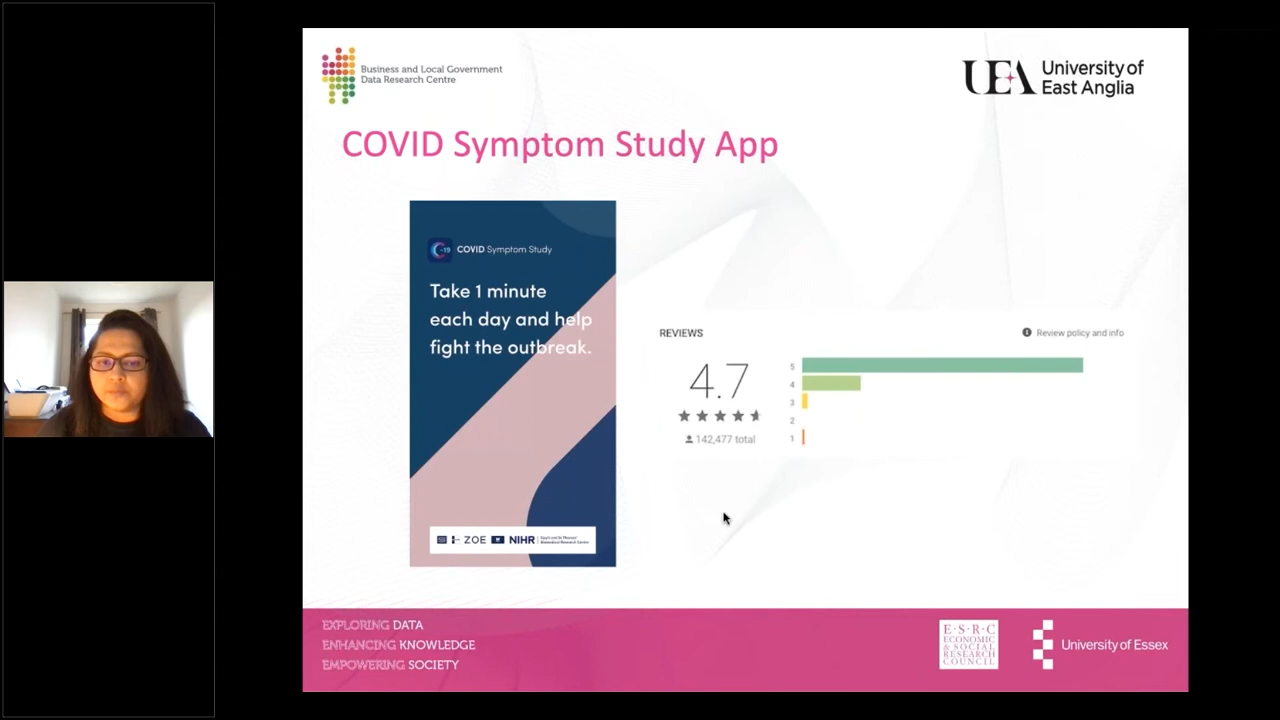 Business and Local Government
Data Research Centre
UEA University of
East Anglia
COVID Symptom Study App
C-19 COVID Symptom Study
Take 1 minute
each day and help
fight the outbreak.
ZOE NIHR
REVIEWS
Review policy and info
4.7
142,477 total
5
4
3
2
1
EXPLORING DATA
ENHANCING KNOWLEDGE
EMPOWERING SOCIETY
E·S·R·C
ECONOMIC
& SOCIAL
RESEARCH
COUNCIL
University of Essex